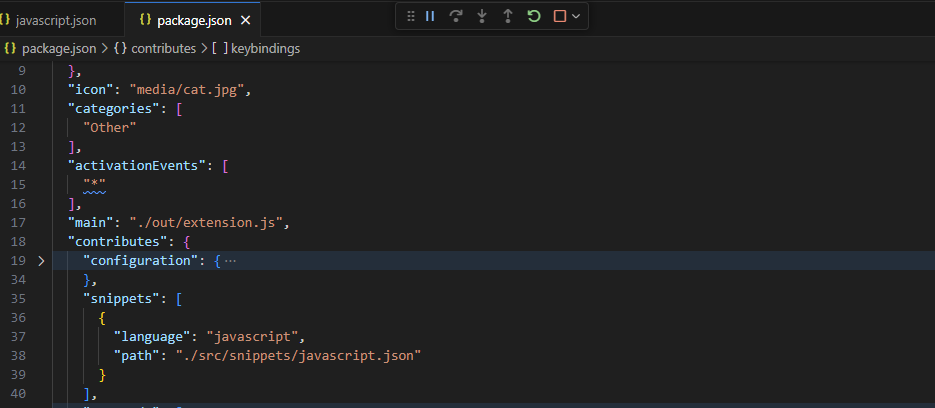 {} javascript.json
{} package.json ×
{} package.json > {} contributes > [ ] keybindings
9 },
10 "icon": "media/cat.jpg",
11 "categories": [
12 "Other"
13 ],
14 "activationEvents": [
15 "*"
16 ],
17 "main": "./out/extension.js",
18 "contributes": {
19 > "configuration": { ···
34 },
35 "snippets": [
36 {
37 "language": "javascript",
38 "path": "./src/snippets/javascript.json"
39 }
40 ],